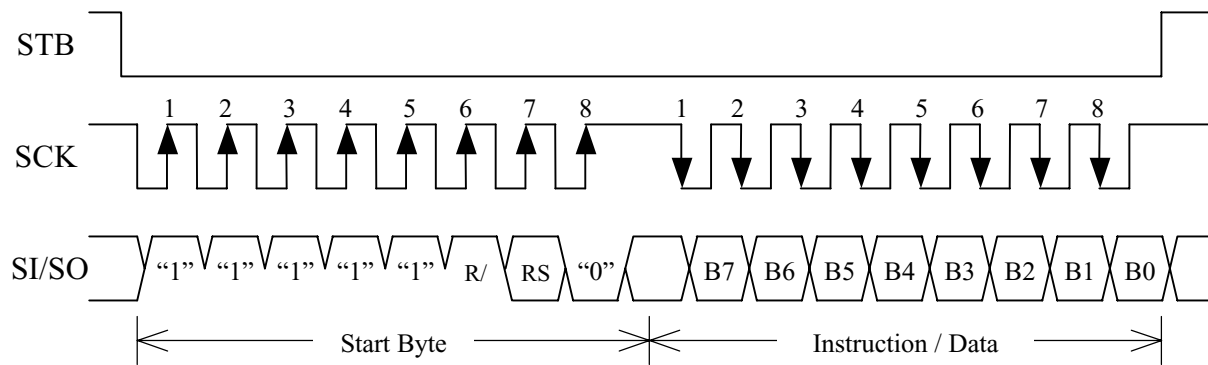 STB
1 2 3 4 5 6 7 8 1 2 3 4 5 6 7 8
SCK
SI/SO “1” “1” “1” “1” “1” R/ RS “0” B7 B6 B5 B4 B3 B2 B1 B0
Start Byte Instruction / Data